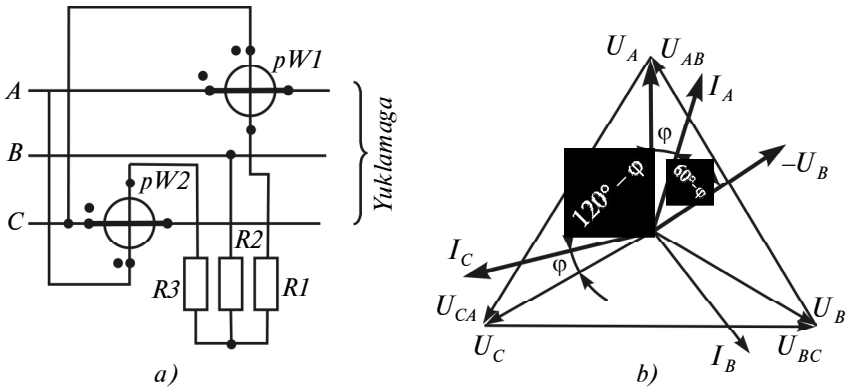 A
B
C
pW1
pW2
R3
R2
R1
Yuklamaga
a)
U_A
U_AB
I_A
φ
–U_B
120° – φ
60°-φ
I_C
φ
U_CA
U_C
I_B
U_B
U_BC
b)